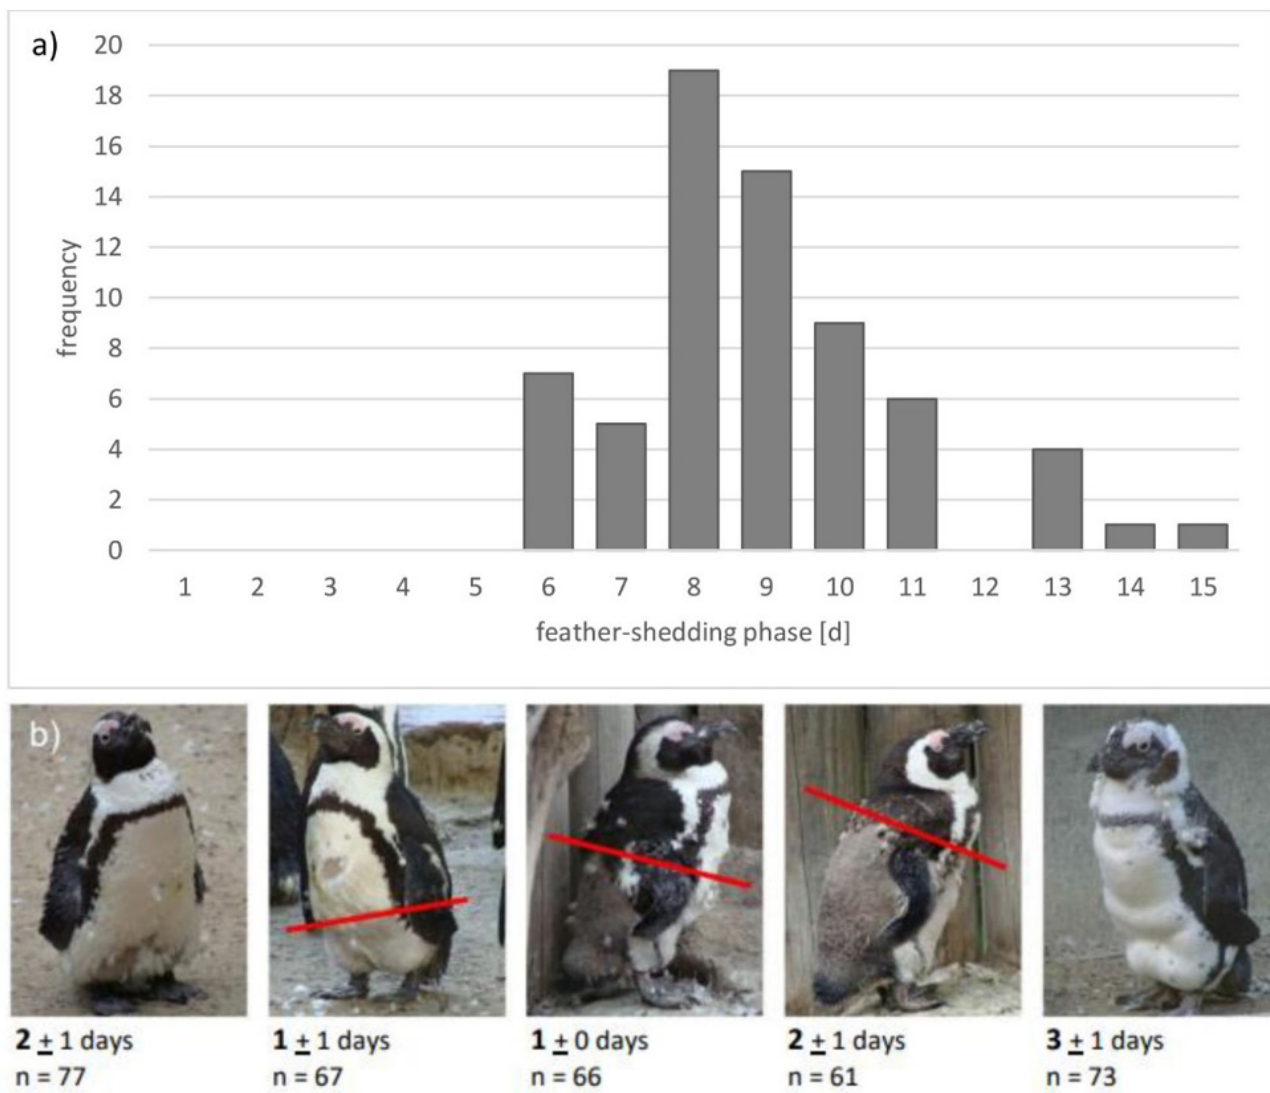 a)
20
18
16
14
12
10
8
6
4
2
0
frequency
1 2 3 4 5 6 7 8 9 10 11 12 13 14 15
feather-shedding phase [d]
b)
2 ± 1 days
n = 77
1 ± 1 days
n = 67
1 ± 0 days
n = 66
2 ± 1 days
n = 61
3 ± 1 days
n = 73